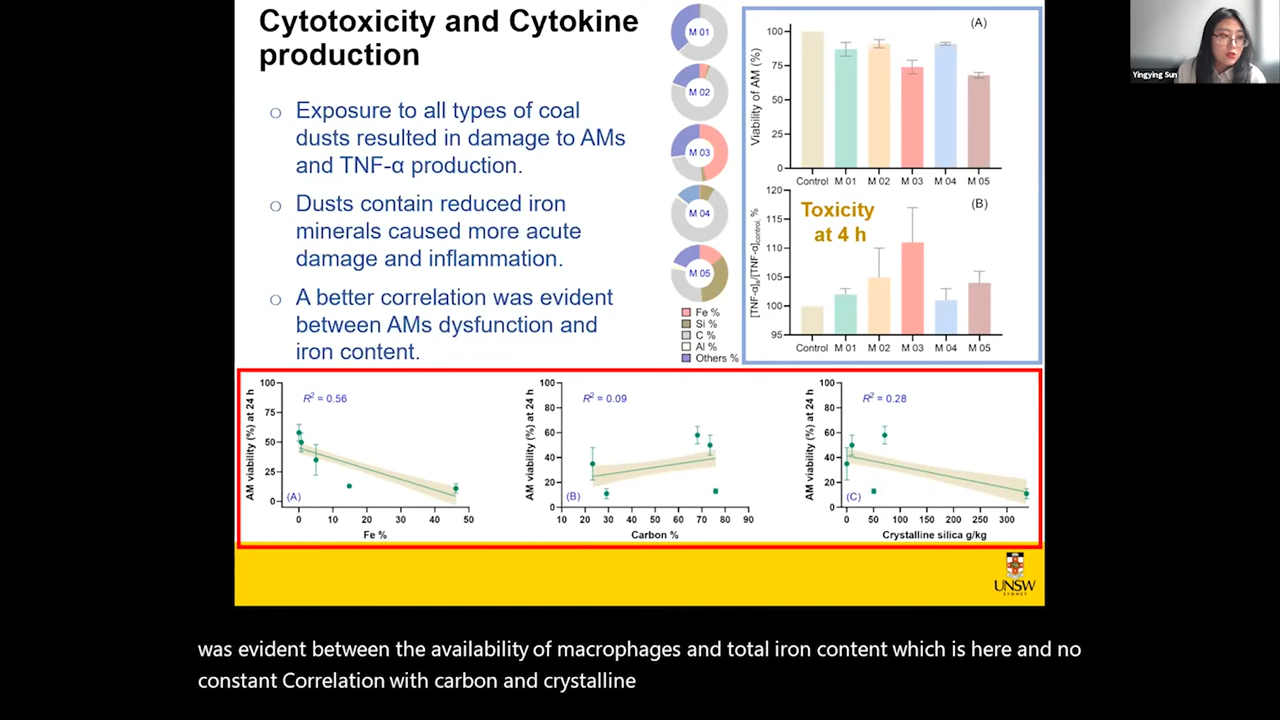 Cytotoxicity and Cytokine
production
Exposure to all types of coal
dusts resulted in damage to AMs
and TNF-α production.
Dusts contain reduced iron
minerals caused more acute
damage and inflammation.
A better correlation was evident
between AMs dysfunction and
iron content.
M 01
M 02
M 03
M 04
M 05
Fe %
Si %
C %
Al %
Others %
(A)
Viability of AM (%)
100
75
50
25
0
Control M 01 M 02 M 03 M 04 M 05
(B)
Toxicity
at 4 h
[TNF-α]s/[TNF-α]control, %
120
115
110
105
100
95
Control M 01 M 02 M 03 M 04 M 05
AM viability (%) at 24 h
100
75
50
25
0
R² = 0.56
(A)
0 10 20 30 40 50
Fe %
AM viability (%) at 24 h
100
80
60
40
20
0
R² = 0.09
(B)
10 20 30 40 50 60 70 80 90
Carbon %
AM viability (%) at 24 h
100
80
60
40
20
0
R² = 0.28
(C)
0 50 100 150 200 250 300
Crystalline silica g/kg
UNSW
SYDNEY
Yingying Sun
was evident between the availability of macrophages and total iron content which is here and no
constant Correlation with carbon and crystalline